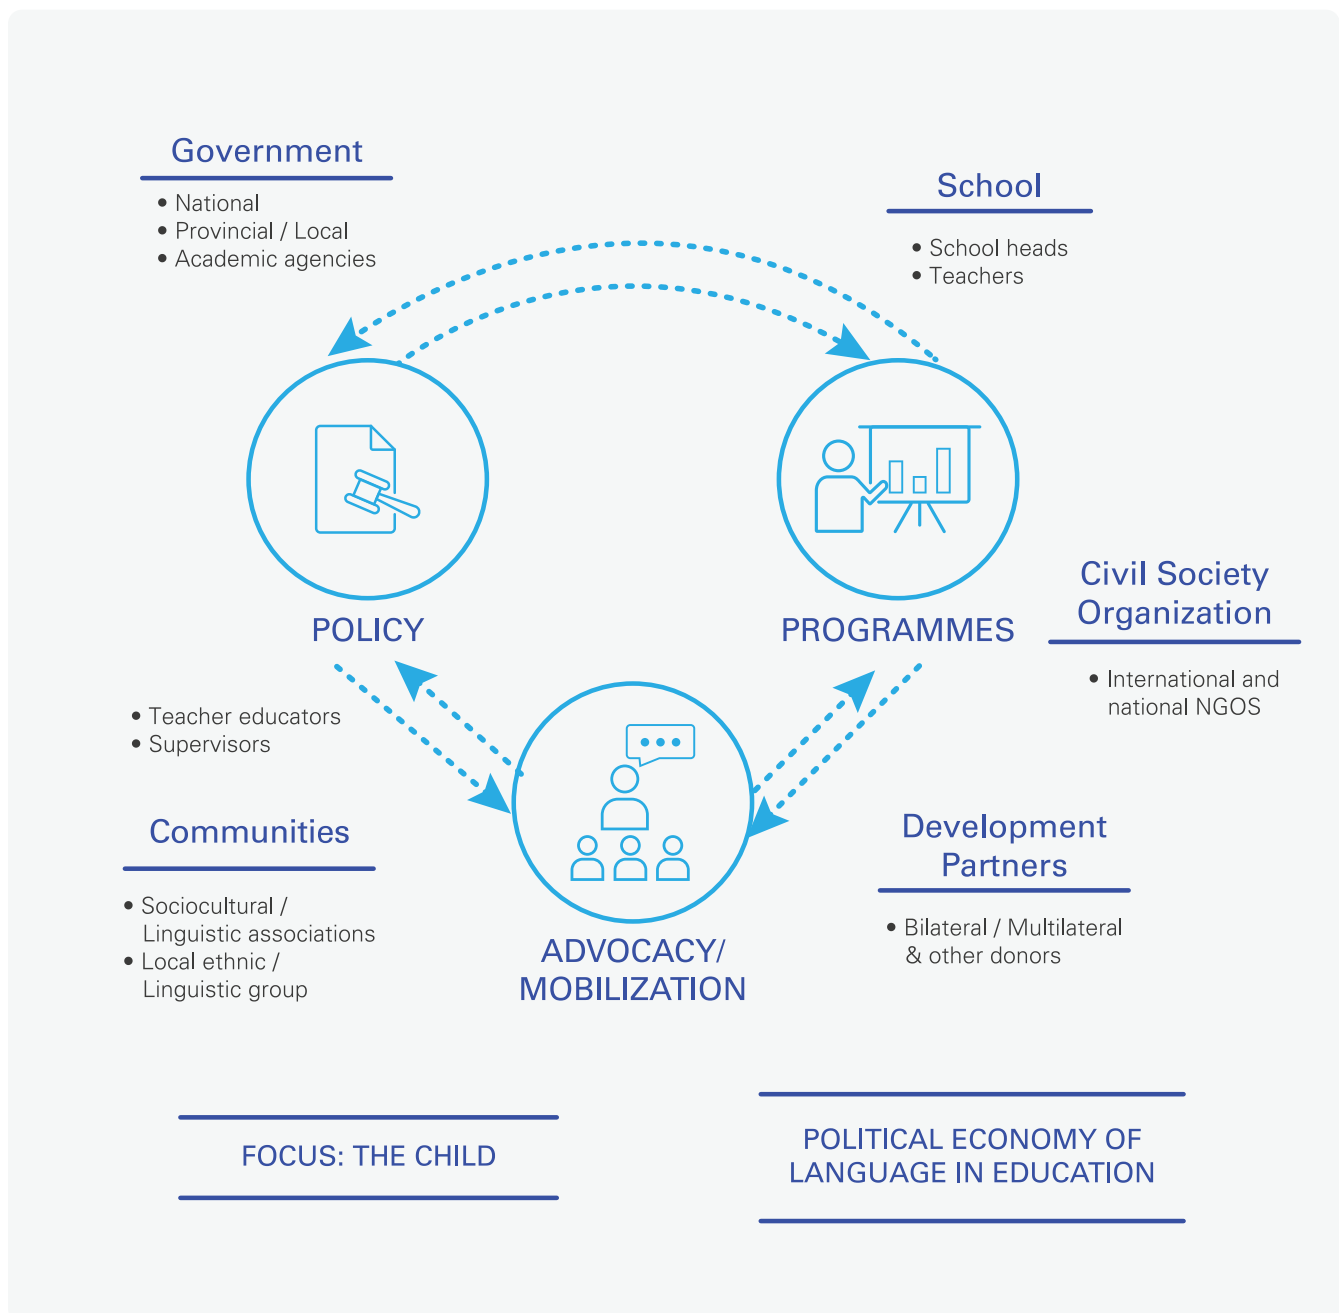 Government
• National
• Provincial / Local
• Academic agencies
School
• School heads
• Teachers
POLICY
PROGRAMMES
Civil Society
Organization
• International and
national NGOS
• Teacher educators
• Supervisors
Communities
• Sociocultural /
Linguistic associations
• Local ethnic /
Linguistic group
ADVOCACY/
MOBILIZATION
Development
Partners
• Bilateral / Multilateral
& other donors
FOCUS: THE CHILD
POLITICAL ECONOMY OF
LANGUAGE IN EDUCATION